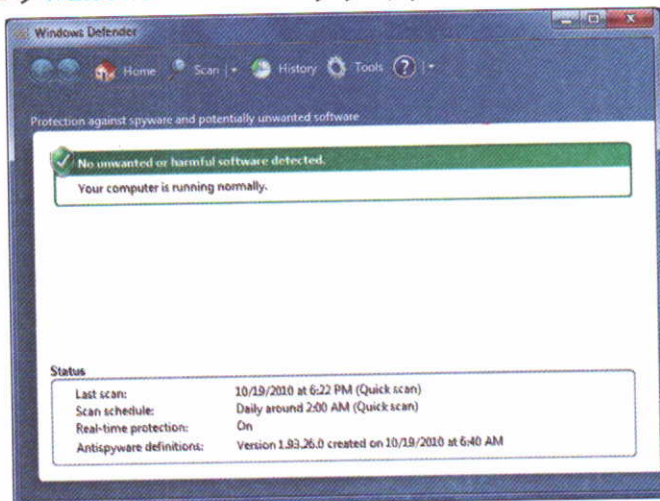 Windows Defender
Home Scan History Tools ?
Protection against spyware and potentially unwanted software
No unwanted or harmful software detected.
Your computer is running normally.
Status
Last scan: 10/19/2010 at 6:22 PM (Quick scan)
Scan schedule: Daily around 2:00 AM (Quick scan)
Real-time protection: On
Antispyware definitions: Version 1.93.26.0 created on 10/19/2010 at 6:40 AM